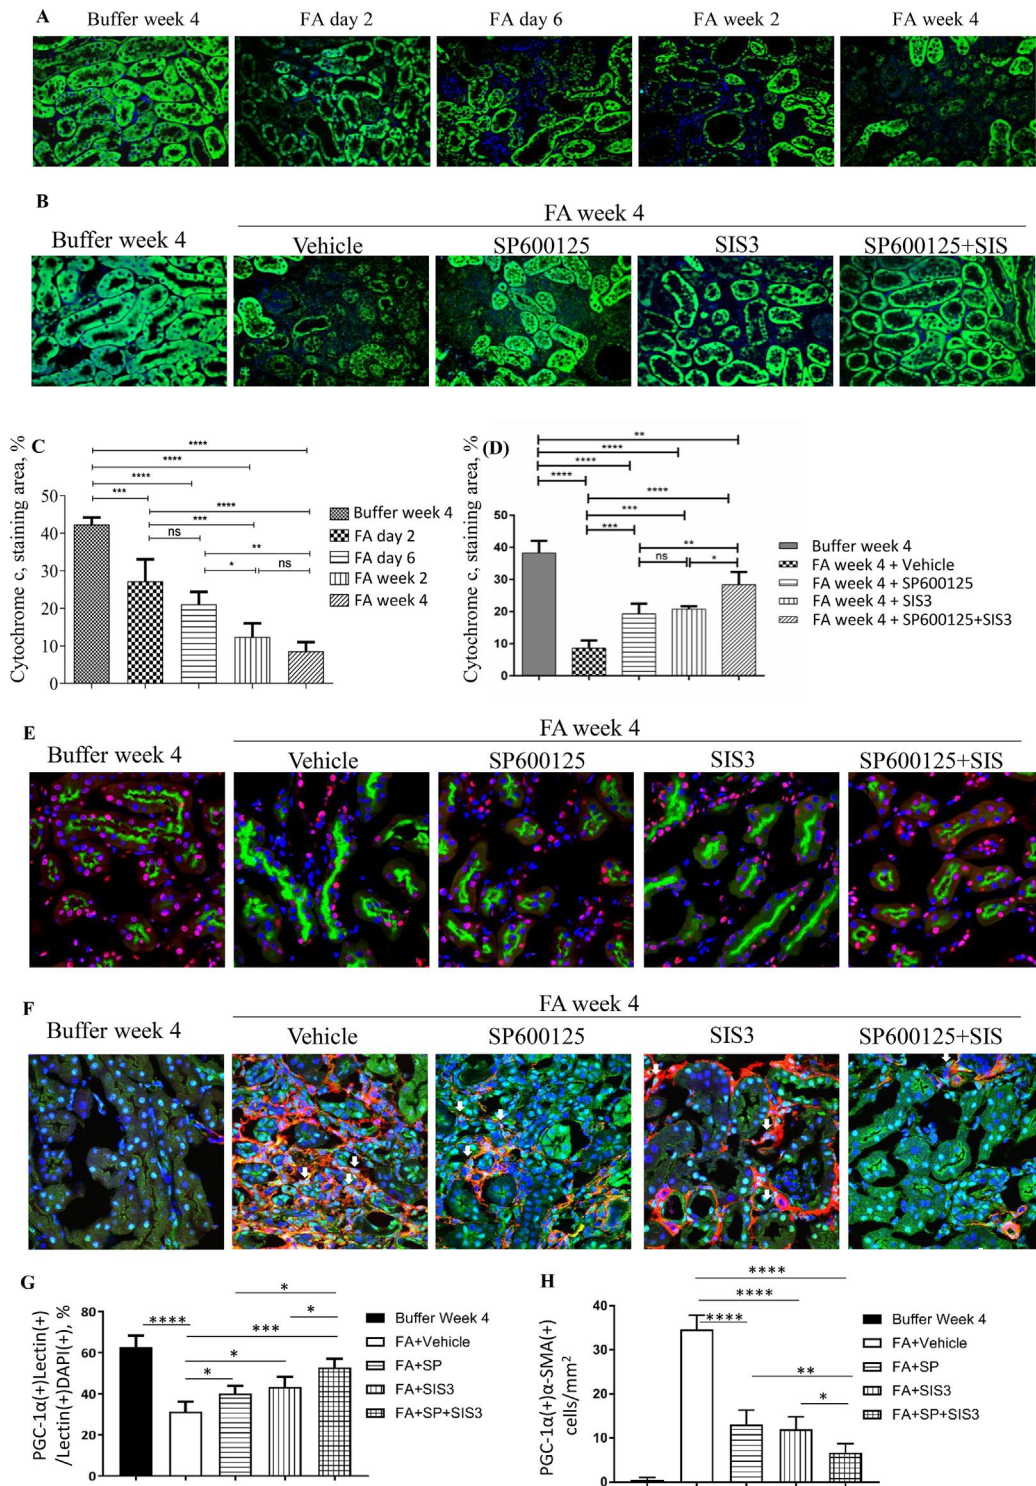 A
Buffer week 4 FA day 2 FA day 6 FA week 2 FA week 4
B
FA week 4
Buffer week 4 Vehicle SP600125 SIS3 SP600125+SIS
C
Cytochrome c, staining area, %
50
40
30
20
10
0
****
****
****
***
****
***
ns
**
*
ns
Buffer week 4
FA day 2
FA day 6
FA week 2
FA week 4
(D)
Cytochrome c, staining area, %
50
40
30
20
10
0
**
****
****
****
****
***
***
**
ns
*
Buffer week 4
FA week 4 + Vehicle
FA week 4 + SP600125
FA week 4 + SIS3
FA week 4 + SP600125+SIS3
E
FA week 4
Buffer week 4 Vehicle SP600125 SIS3 SP600125+SIS
F
FA week 4
Buffer week 4 Vehicle SP600125 SIS3 SP600125+SIS
G
PGC-1α(+)Lectin(+)
/Lectin(+)DAPI(+), %
80
60
40
20
0
*
*
****
***
*
*
Buffer Week 4
FA+Vehicle
FA+SP
FA+SIS3
FA+SP+SIS3
H
PGC-1α(+)α-SMA(+)
cells/mm2
40
30
20
10
0
****
****
****
**
*
Buffer Week 4
FA+Vehicle
FA+SP
FA+SIS3
FA+SP+SIS3